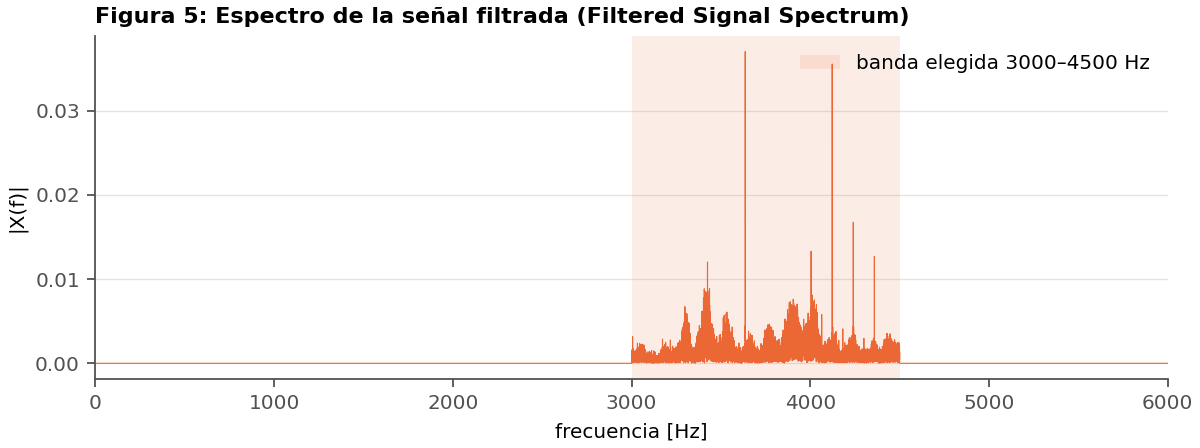 Figura 5: Espectro de la señal filtrada (Filtered Signal Spectrum)
banda elegida 3000–4500 Hz
|X(f)|
0.03
0.02
0.01
0.00
0 1000 2000 3000 4000 5000 6000
frecuencia [Hz]